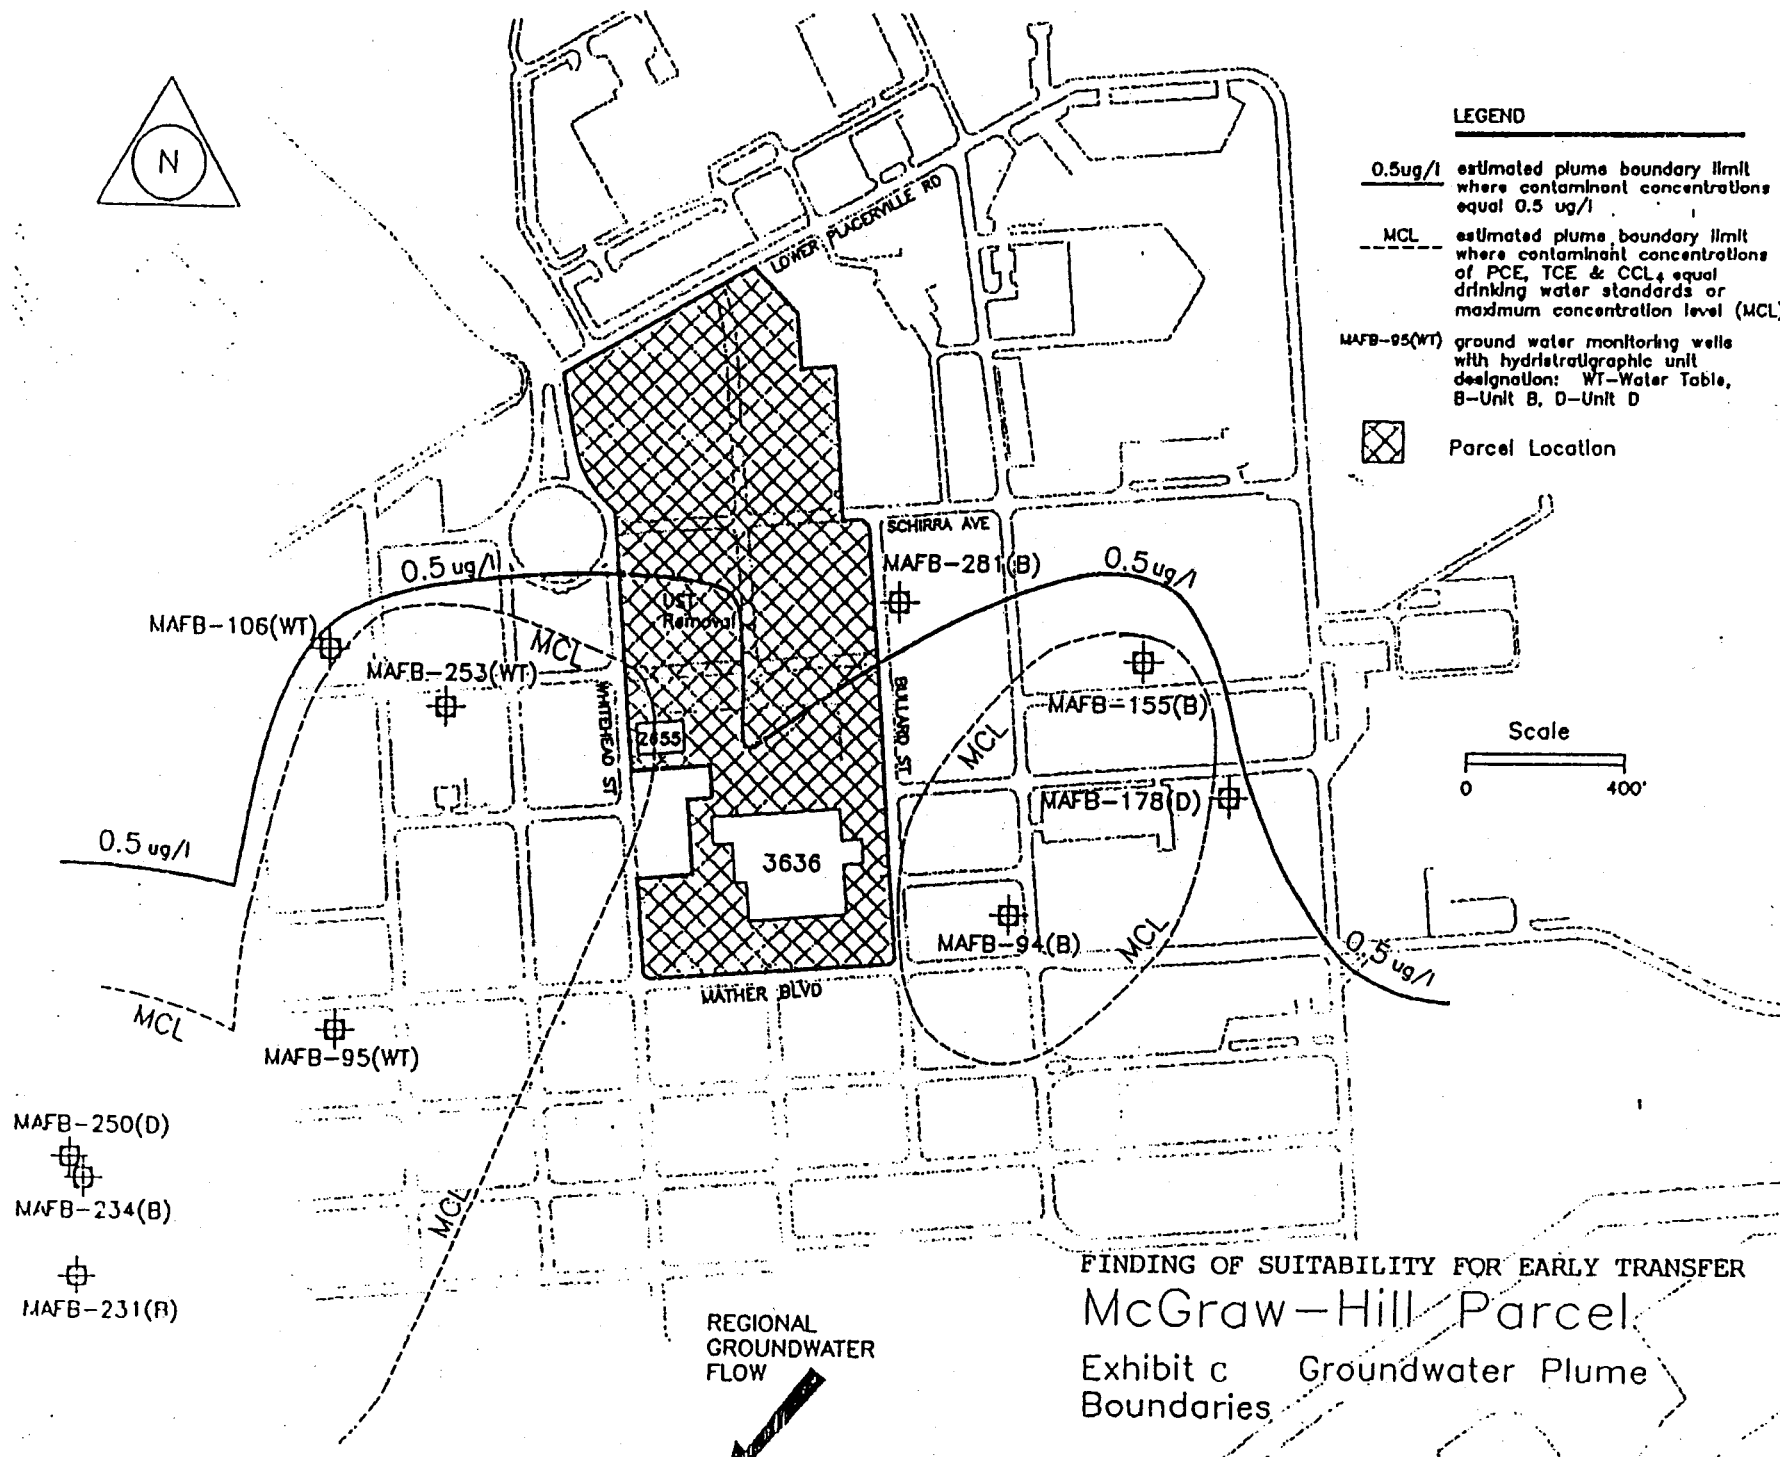 N
LOWER PLACERVILLE RD
LEGEND
0.5ug/l estimated plume boundary limit
where contaminant concentrations
equal 0.5 ug/l
MCL estimated plume boundary limit
where contaminant concentrations
of PCE, TCE & CCL4 equal
drinking water standards or
maximum concentration level (MCL)
MAFB-95(WT) ground water monitoring wells
with hydristratigraphic unit
designation: WT-Water Table,
B-Unit B, D-Unit D
Parcel Location
SCHIRRA AVE
MAFB-281(B)
0.5 ug/l
0.5 ug/l
UST
Removal
MAFB-106(WT)
MCL
MAFB-253(WT)
WHITEHEAD ST
BULLARD ST
MAFB-155(B)
MCL
2655
Scale
0 400'
MAFB-178(D)
0.5 ug/l
3636
MAFB-94(B)
MCL
0.5 ug/l
MATHER BLVD
MCL
MAFB-95(WT)
MAFB-250(D)
MAFB-234(B)
MCL
MAFB-231(B)
FINDING OF SUITABILITY FOR EARLY TRANSFER
McGraw-Hill Parcel
Exhibit c Groundwater Plume
Boundaries
REGIONAL
GROUNDWATER
FLOW